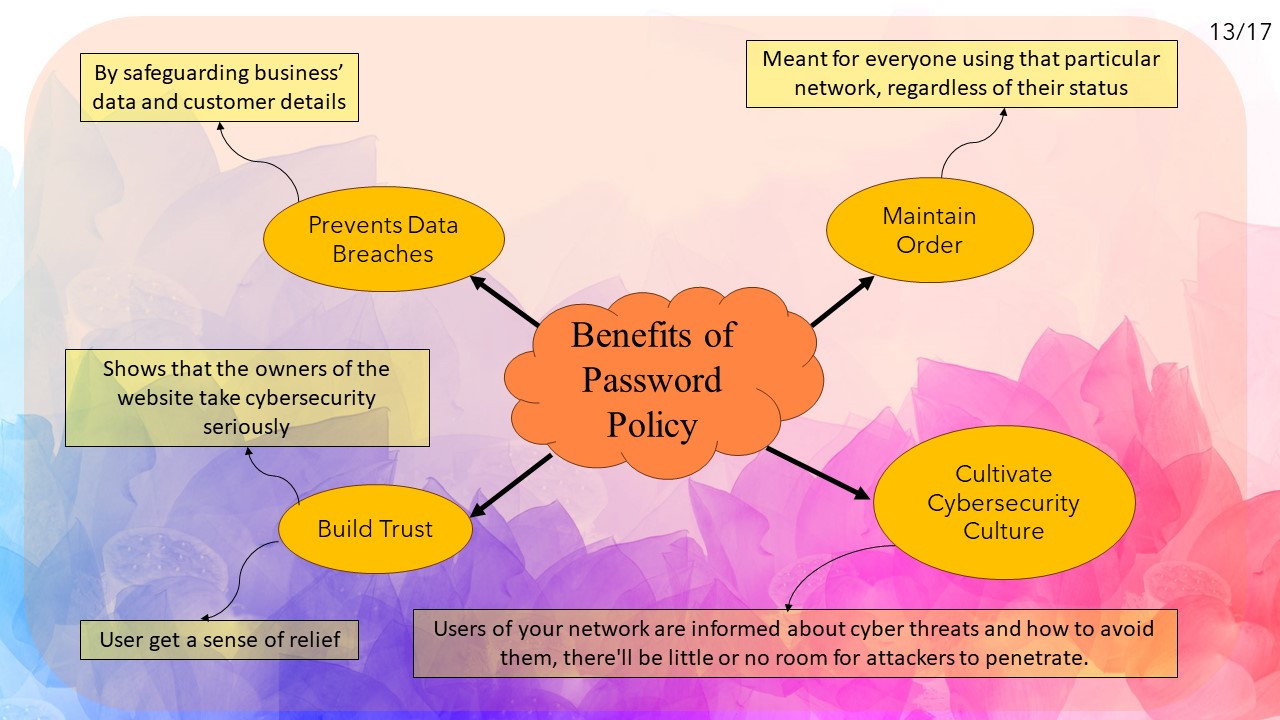 13/17
By safeguarding business’
data and customer details
Meant for everyone using that particular
network, regardless of their status
Prevents Data
Breaches
Maintain
Order
Benefits of
Password
Policy
Shows that the owners of the
website take cybersecurity
seriously
Build Trust
Cultivate
Cybersecurity
Culture
User get a sense of relief
Users of your network are informed about cyber threats and how to avoid
them, there'll be little or no room for attackers to penetrate.